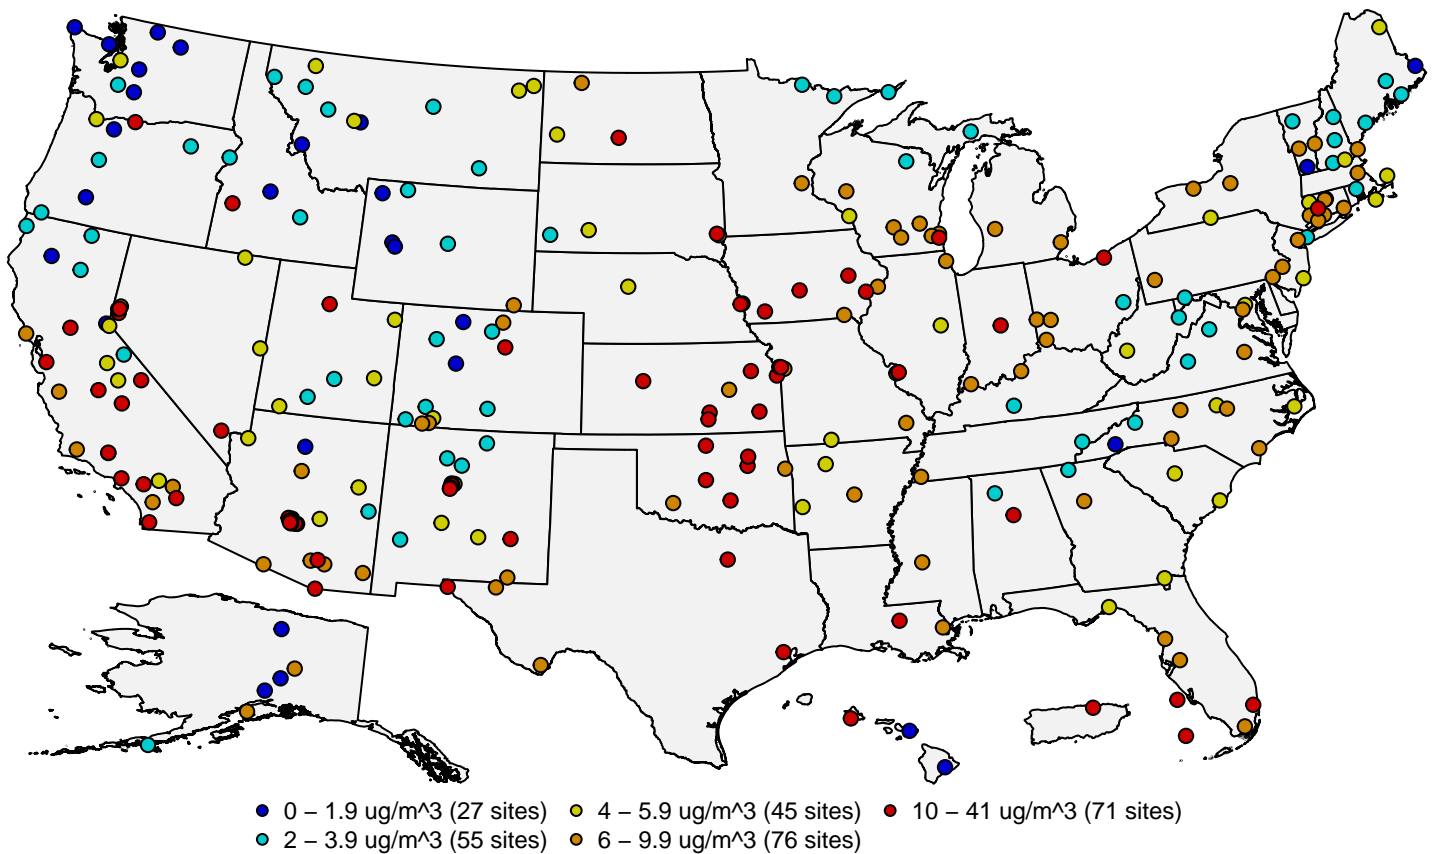 0 – 1.9 ug/m^3 (27 sites) 4 – 5.9 ug/m^3 (45 sites) 10 – 41 ug/m^3 (71 sites)
2 – 3.9 ug/m^3 (55 sites) 6 – 9.9 ug/m^3 (76 sites)